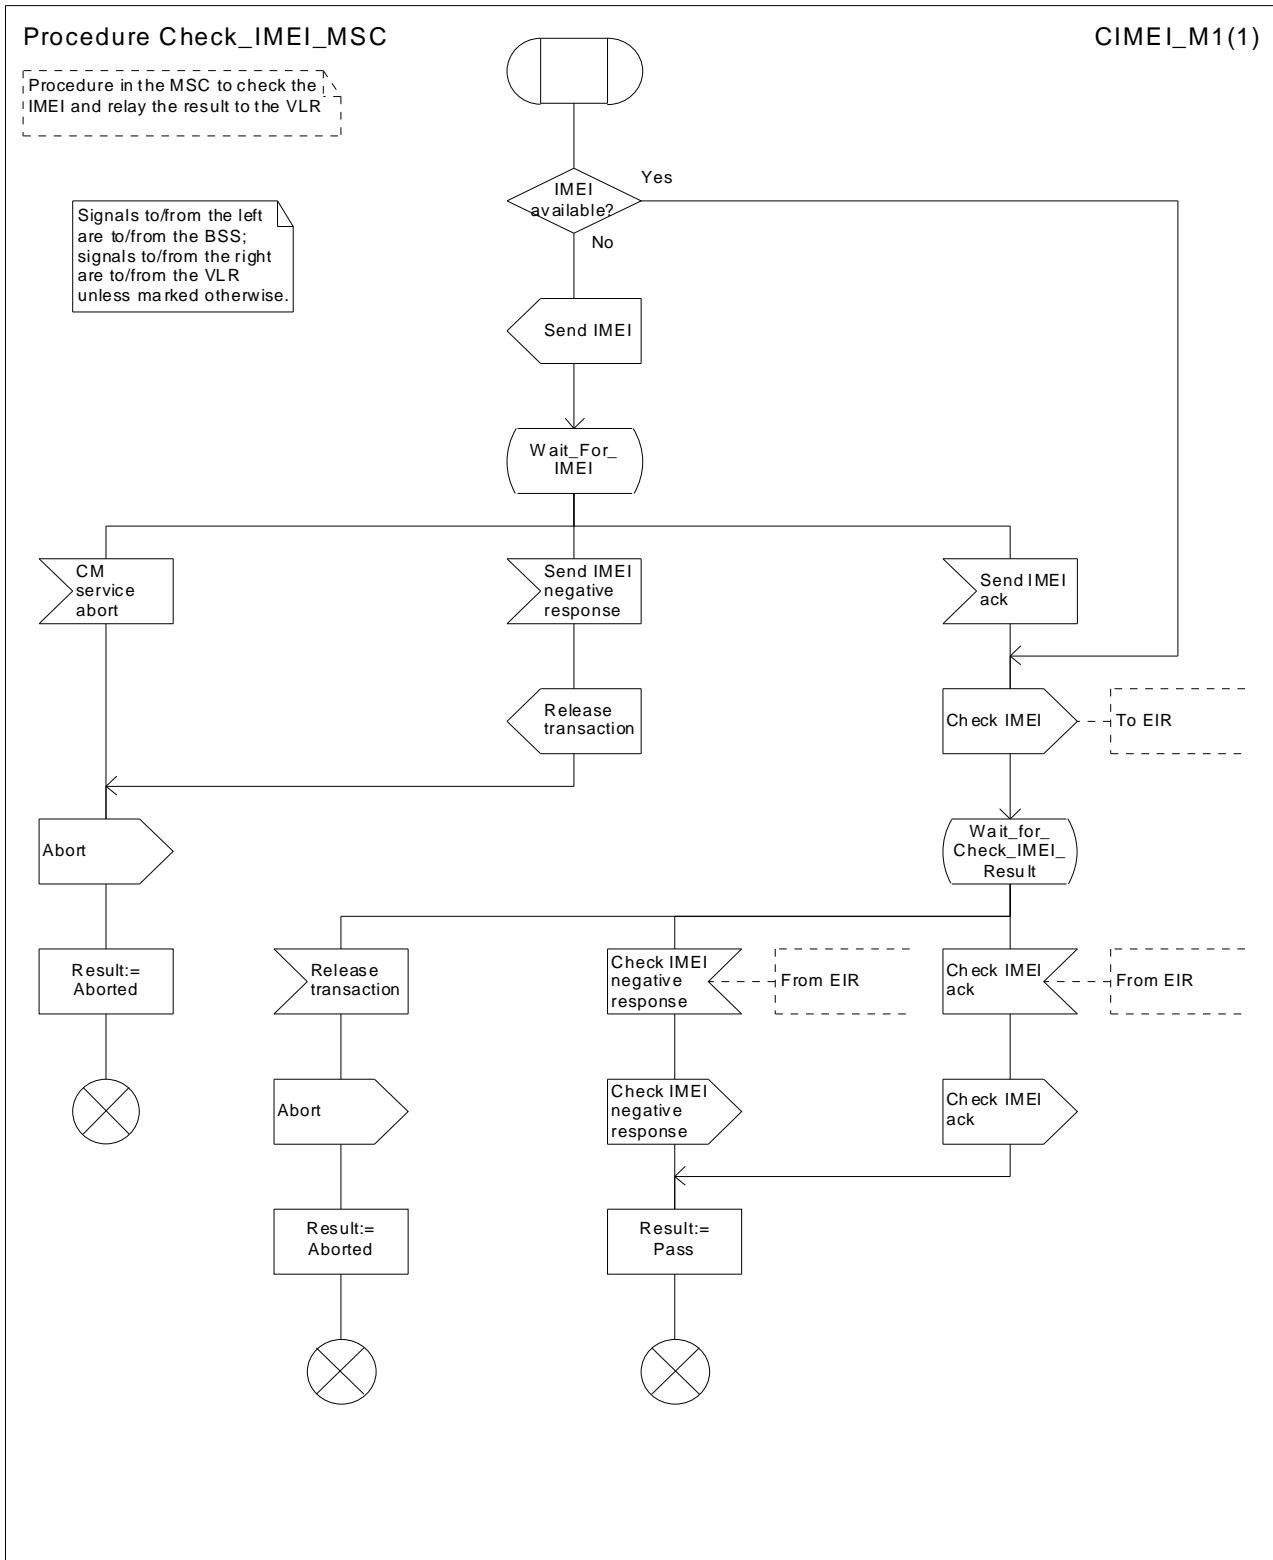 Procedure Check_IMEI_MSC
CIMEI_M1(1)
Procedure in the MSC to check the
IMEI and relay the result to the VLR
Signals to/from the left
are to/from the BSS;
signals to/from the right
are to/from the VLR
unless marked otherwise.
IMEI
available?
Yes
No
Send IMEI
Wait_For_
IMEI
CM
service
abort
Send IMEI
negative
response
Send IMEI
ack
Release
transaction
Check IMEI
To EIR
Abort
Wait_for_
Check_IMEI_
Result
Result:=
Aborted
Release
transaction
Check IMEI
negative
response
From EIR
Check IMEI
ack
From EIR
Abort
Check IMEI
negative
response
Check IMEI
ack
Result:=
Aborted
Result:=
Pass